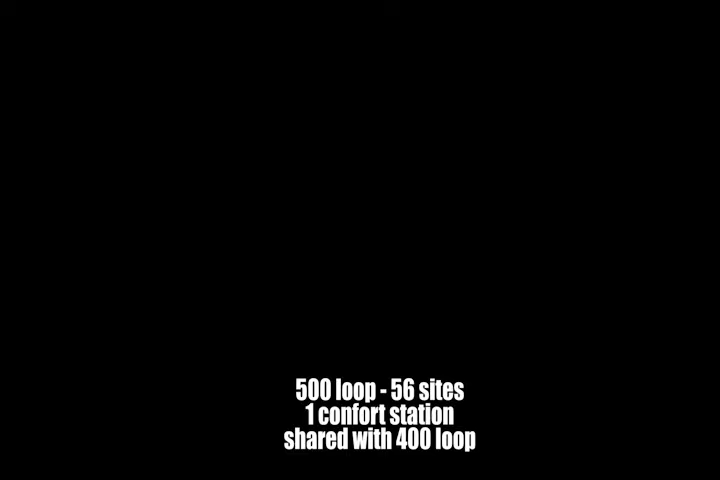 500 loop - 56 sites
1 confort station
shared with 400 loop